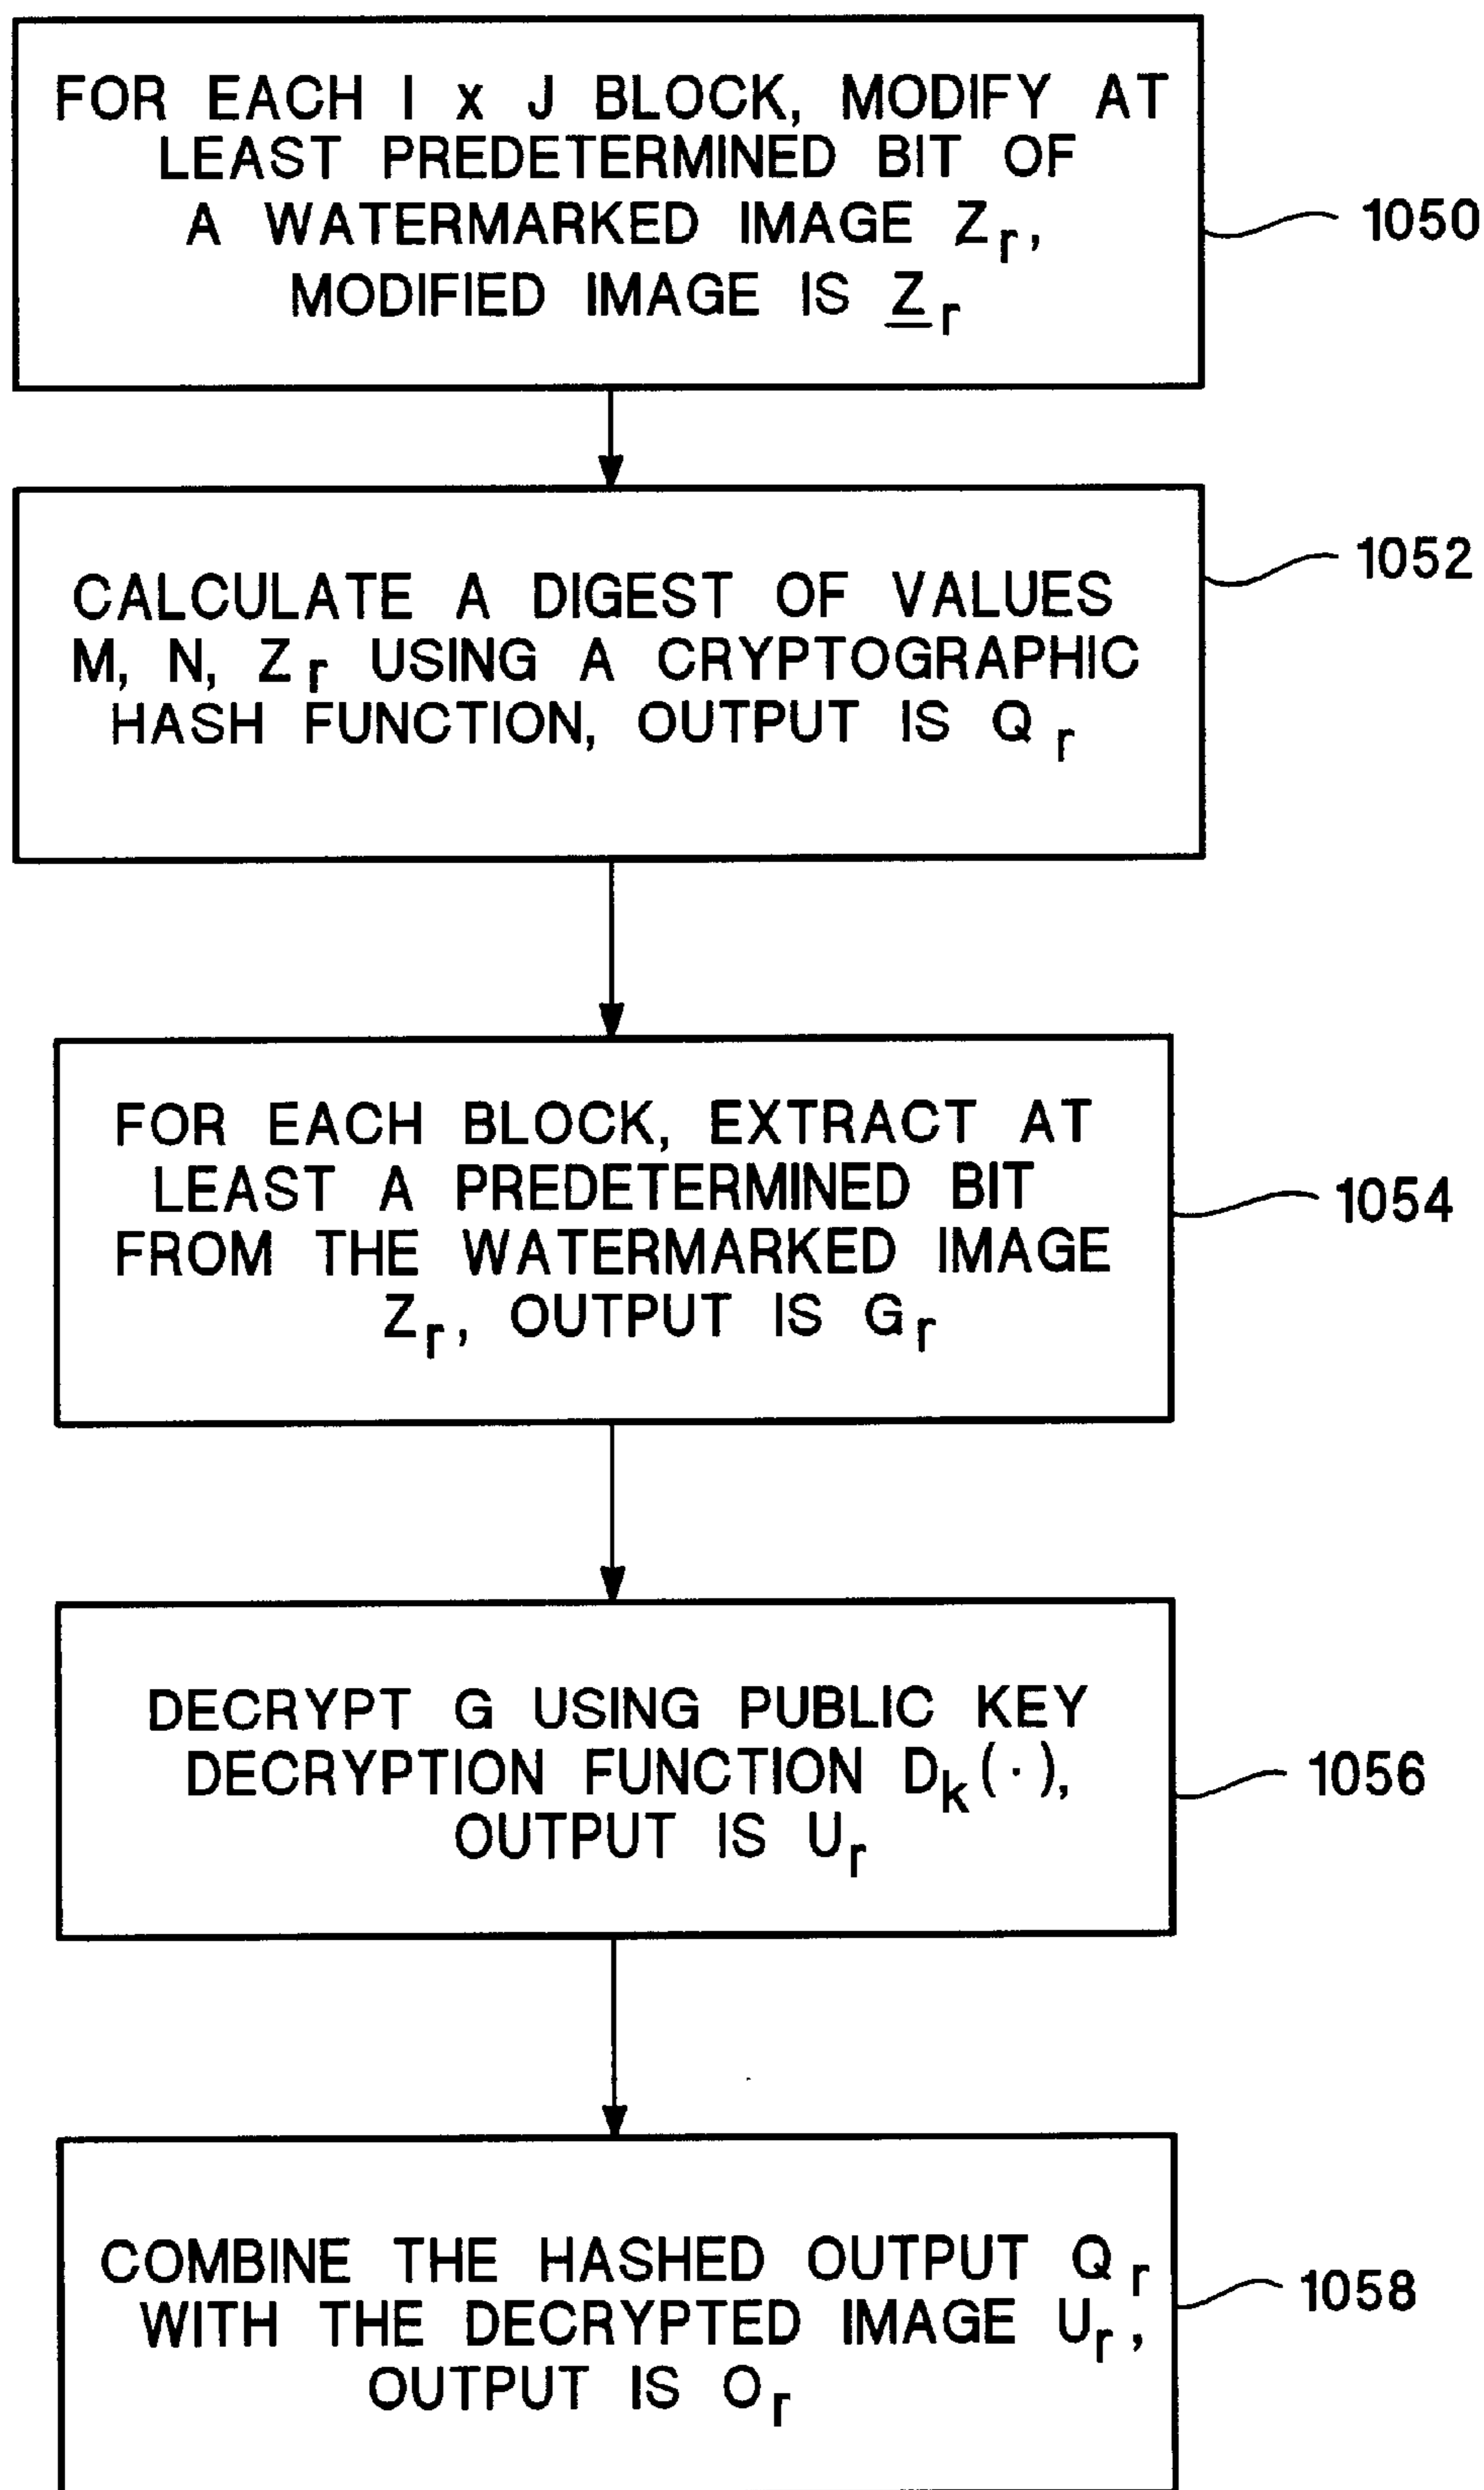 FOR EACH I x J BLOCK, MODIFY AT
LEAST PREDETERMINED BIT OF
A WATERMARKED IMAGE Zr,
MODIFIED IMAGE IS Zr
1050
CALCULATE A DIGEST OF VALUES
M, N, Zr USING A CRYPTOGRAPHIC
HASH FUNCTION, OUTPUT IS Qr
1052
FOR EACH BLOCK, EXTRACT AT
LEAST A PREDETERMINED BIT
FROM THE WATERMARKED IMAGE
Zr, OUTPUT IS Gr
1054
DECRYPT G USING PUBLIC KEY
DECRYPTION FUNCTION Dk(·),
OUTPUT IS Ur
1056
COMBINE THE HASHED OUTPUT Qr
WITH THE DECRYPTED IMAGE Ur,
OUTPUT IS Or
1058